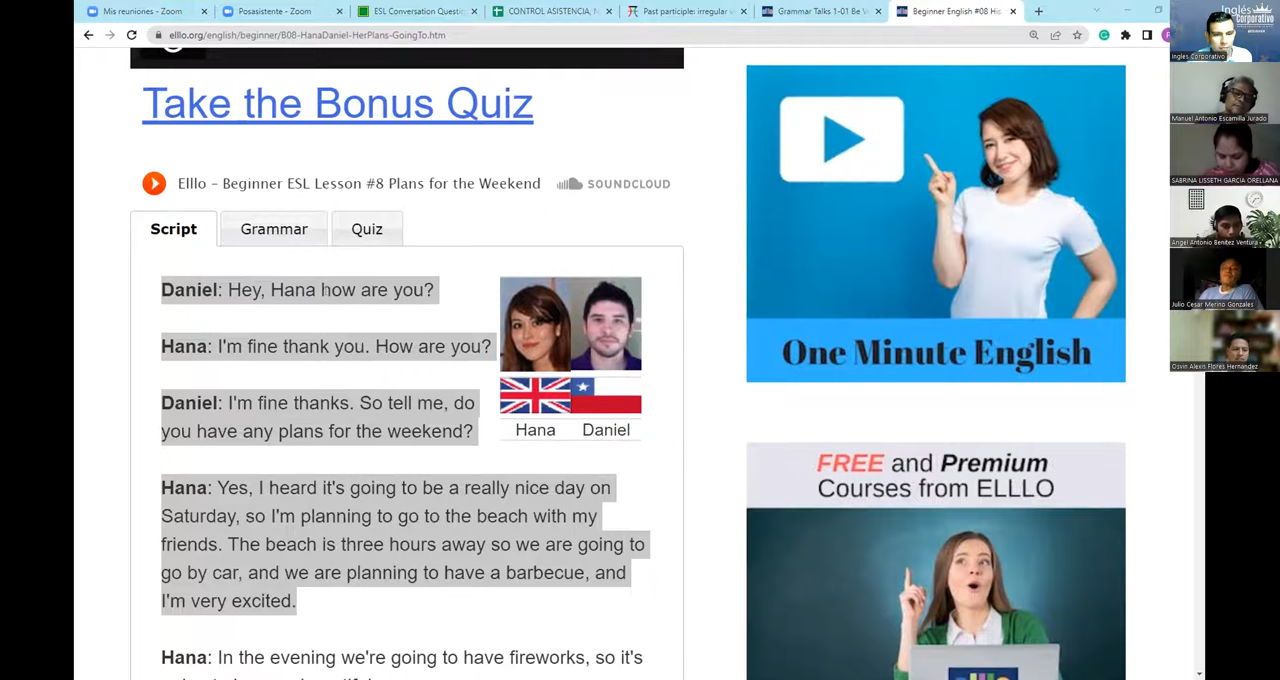 Mis reuniones - Zoom
Posasistente - Zoom
ESL Conversation Questio
CONTROL ASISTENCIA, N
Past participle: irregular v
Grammar Talks 1-01 Be V
Beginner English #08 His
elllo.org/english/beginner/B08-HanaDaniel-HerPlans-GoingTo.htm
Take the Bonus Quiz
Elllo – Beginner ESL Lesson #8 Plans for the Weekend
SOUNDCLOUD
Script
Grammar
Quiz
Daniel: Hey, Hana how are you?
Hana: I'm fine thank you. How are you?
Daniel: I'm fine thanks. So tell me, do
you have any plans for the weekend?
Hana Daniel
Hana: Yes, I heard it's going to be a really nice day on
Saturday, so I'm planning to go to the beach with my
friends. The beach is three hours away so we are going to
go by car, and we are planning to have a barbecue, and
I'm very excited.
Hana: In the evening we're going to have fireworks, so it's
One Minute English
FREE and Premium
Courses from ELLLO
Inglés
Corporativo
Ingles Corporativo
Manuel Antonio Escamilla Jurado
SABRINA LISSETH GARCIA ORELLANA
Angel Antonio Benitez Ventura
Julio Cesar Merino Gonzales
Osvin Alexis Flores Hernandez